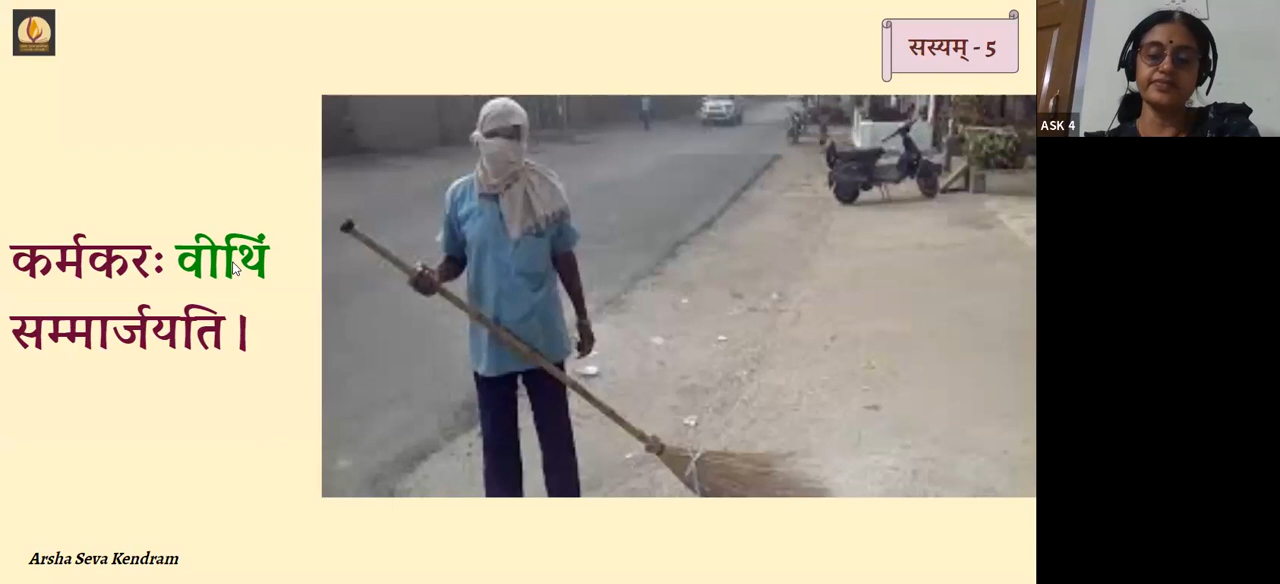 सस्यम् - 5
ASK 4
कर्मकरः वीथिं
सम्मार्जयति ।
Arsha Seva Kendram